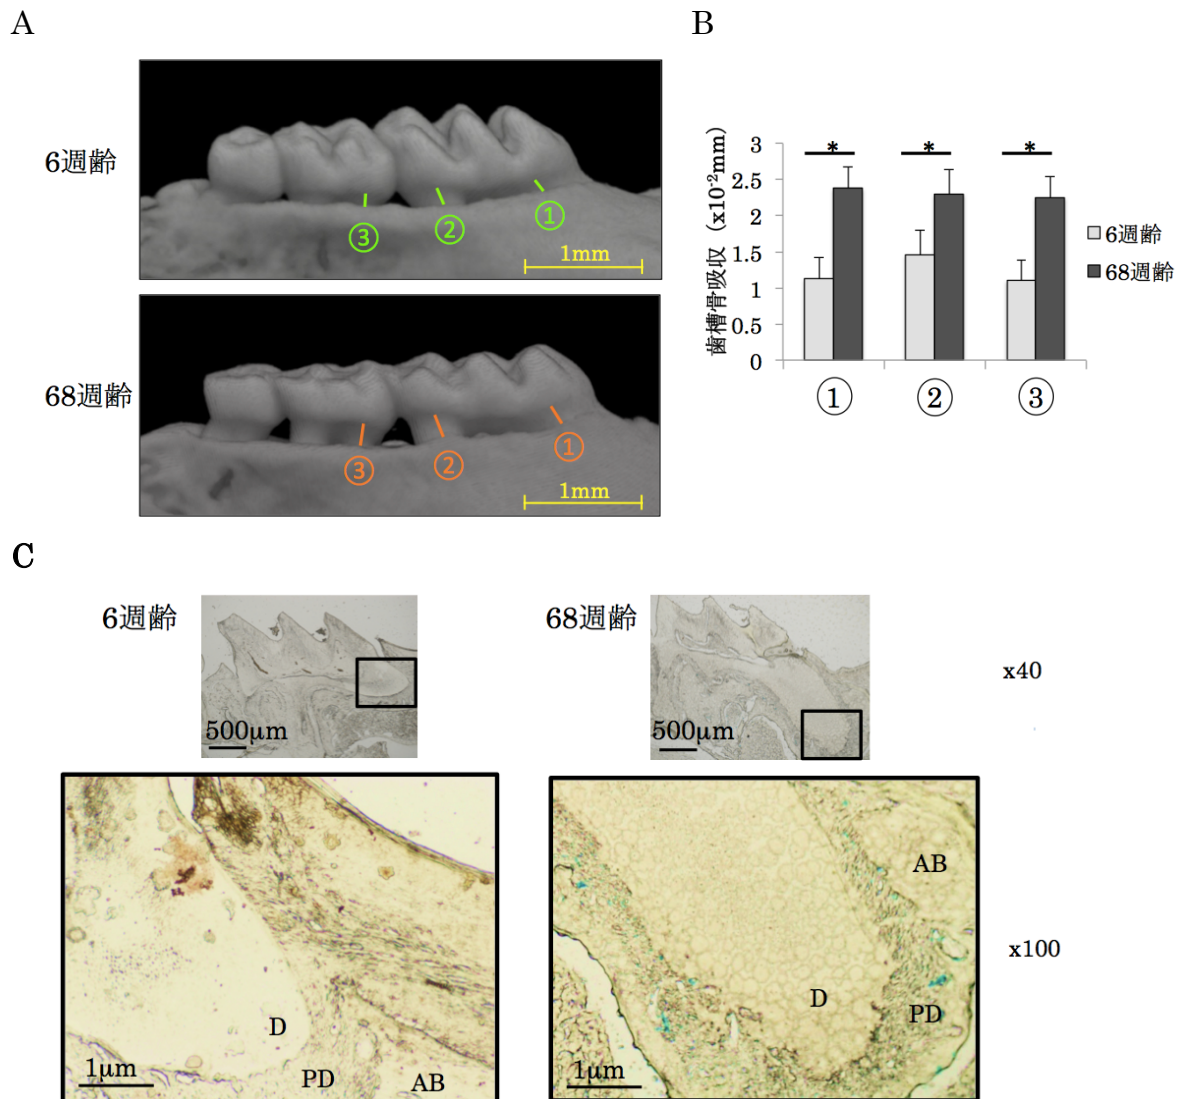 A
6週齢
③
②
①
1mm
68週齢
③
②
①
1mm
B
歯槽骨吸収(x10⁻²mm)
3
2.5
2
1.5
1
0.5
0
* * *
① ② ③
6週齢
68週齢
C
6週齢
500μm
68週齢
500μm
x40
D
PD
AB
1μm
AB
D
PD
1μm
x100